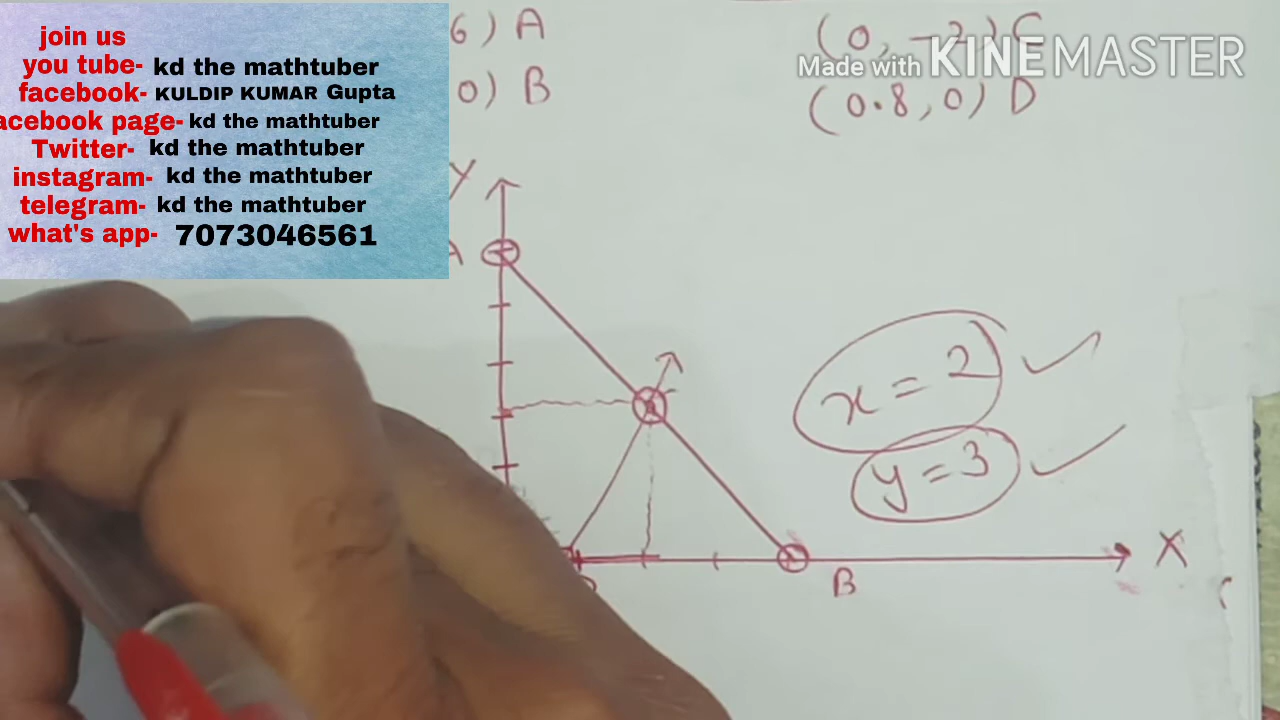 join us
you tube- kd the mathtuber
facebook- KULDIP KUMAR Gupta
acebook page- kd the mathtuber
Twitter- kd the mathtuber
instagram- kd the mathtuber
telegram- kd the mathtuber
what's app- 7073046561
6) A
(0, -2) C
Made with KINEMASTER
0) B
(0.8, 0) D
Y
A
x = 2
y = 3
X
B